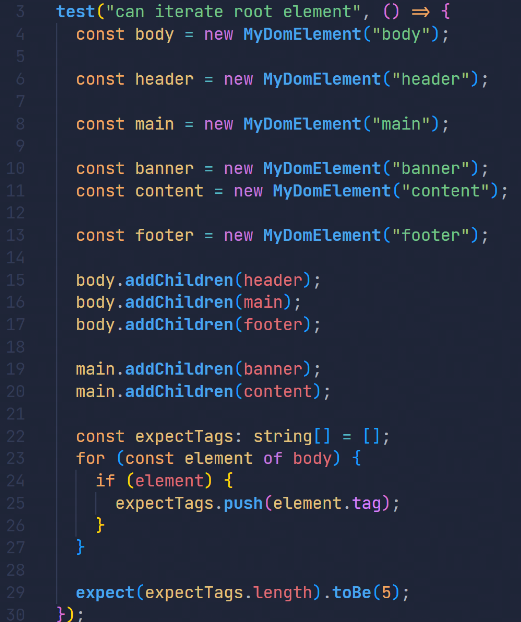 3 test("can iterate root element", () => {
4 const body = new MyDomElement("body");
5
6 const header = new MyDomElement("header");
7
8 const main = new MyDomElement("main");
9
10 const banner = new MyDomElement("banner");
11 const content = new MyDomElement("content");
12
13 const footer = new MyDomElement("footer");
14
15 body.addChildren(header);
16 body.addChildren(main);
17 body.addChildren(footer);
18
19 main.addChildren(banner);
20 main.addChildren(content);
21
22 const expectTags: string[] = [];
23 for (const element of body) {
24 if (element) {
25 expectTags.push(element.tag);
26 }
27 }
28
29 expect(expectTags.length).toBe(5);
30 });